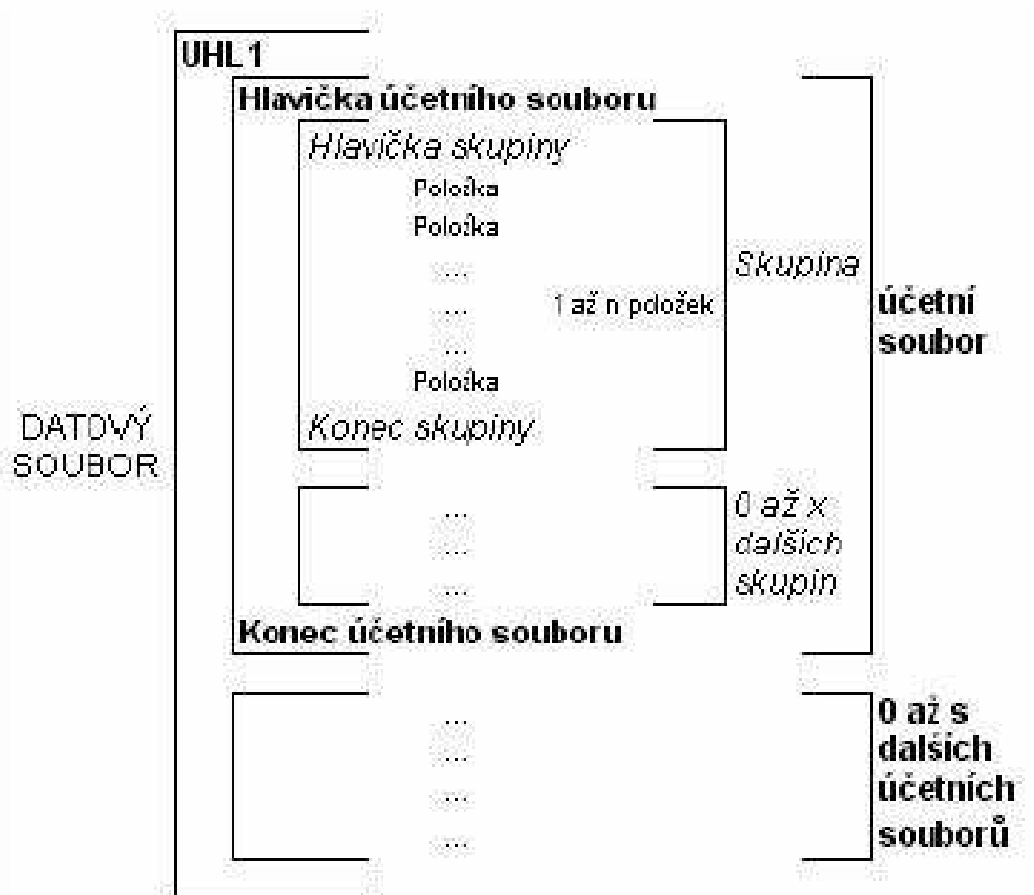 UHL1
Hlavička účetního souboru
Hlavička skupiny
Položka
Položka
...
Skupina
1 až n položek
...
účetní
soubor
...
Položka
Konec skupiny
DATOVÝ
SOUBOR
...
0 až x
...
dalších
...
skupin
Konec účetního souboru
...
0 až s
...
dalších
...
účetních
...
souborů